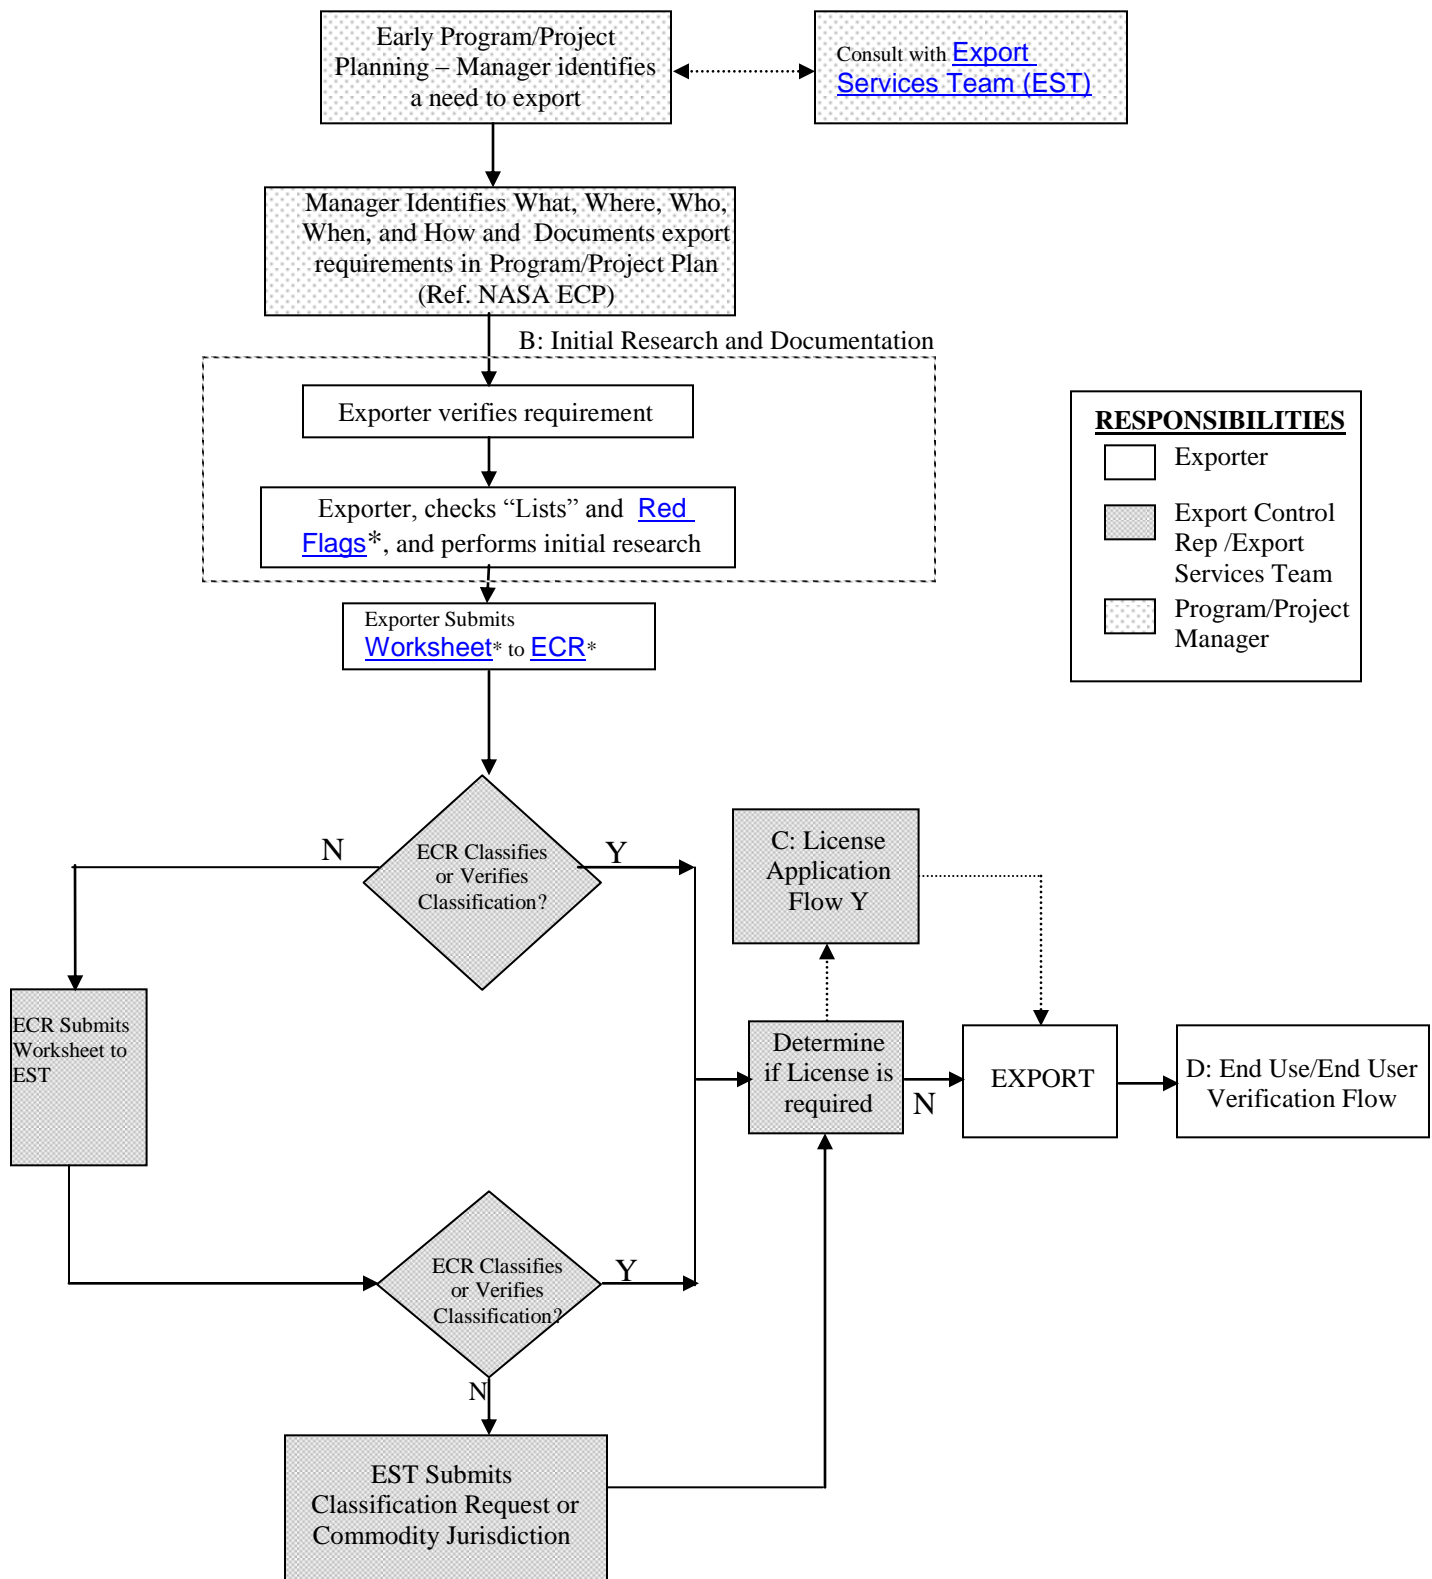 Early Program/Project
Planning – Manager identifies
a need to export
Consult with Export
Services Team (EST)
Manager Identifies What, Where, Who,
When, and How and Documents export
requirements in Program/Project Plan
(Ref. NASA ECP)
B: Initial Research and Documentation
Exporter verifies requirement
Exporter, checks “Lists” and Red
Flags*, and performs initial research
Exporter Submits
Worksheet* to ECR*
RESPONSIBILITIES
Exporter
Export Control
Rep /Export
Services Team
Program/Project
Manager
N
ECR Classifies
or Verifies
Classification?
Y
C: License
Application
Flow Y
ECR Submits
Worksheet to
EST
Determine
if License is
required
N
EXPORT
D: End Use/End User
Verification Flow
ECR Classifies
or Verifies
Classification?
Y
N
EST Submits
Classification Request or
Commodity Jurisdiction